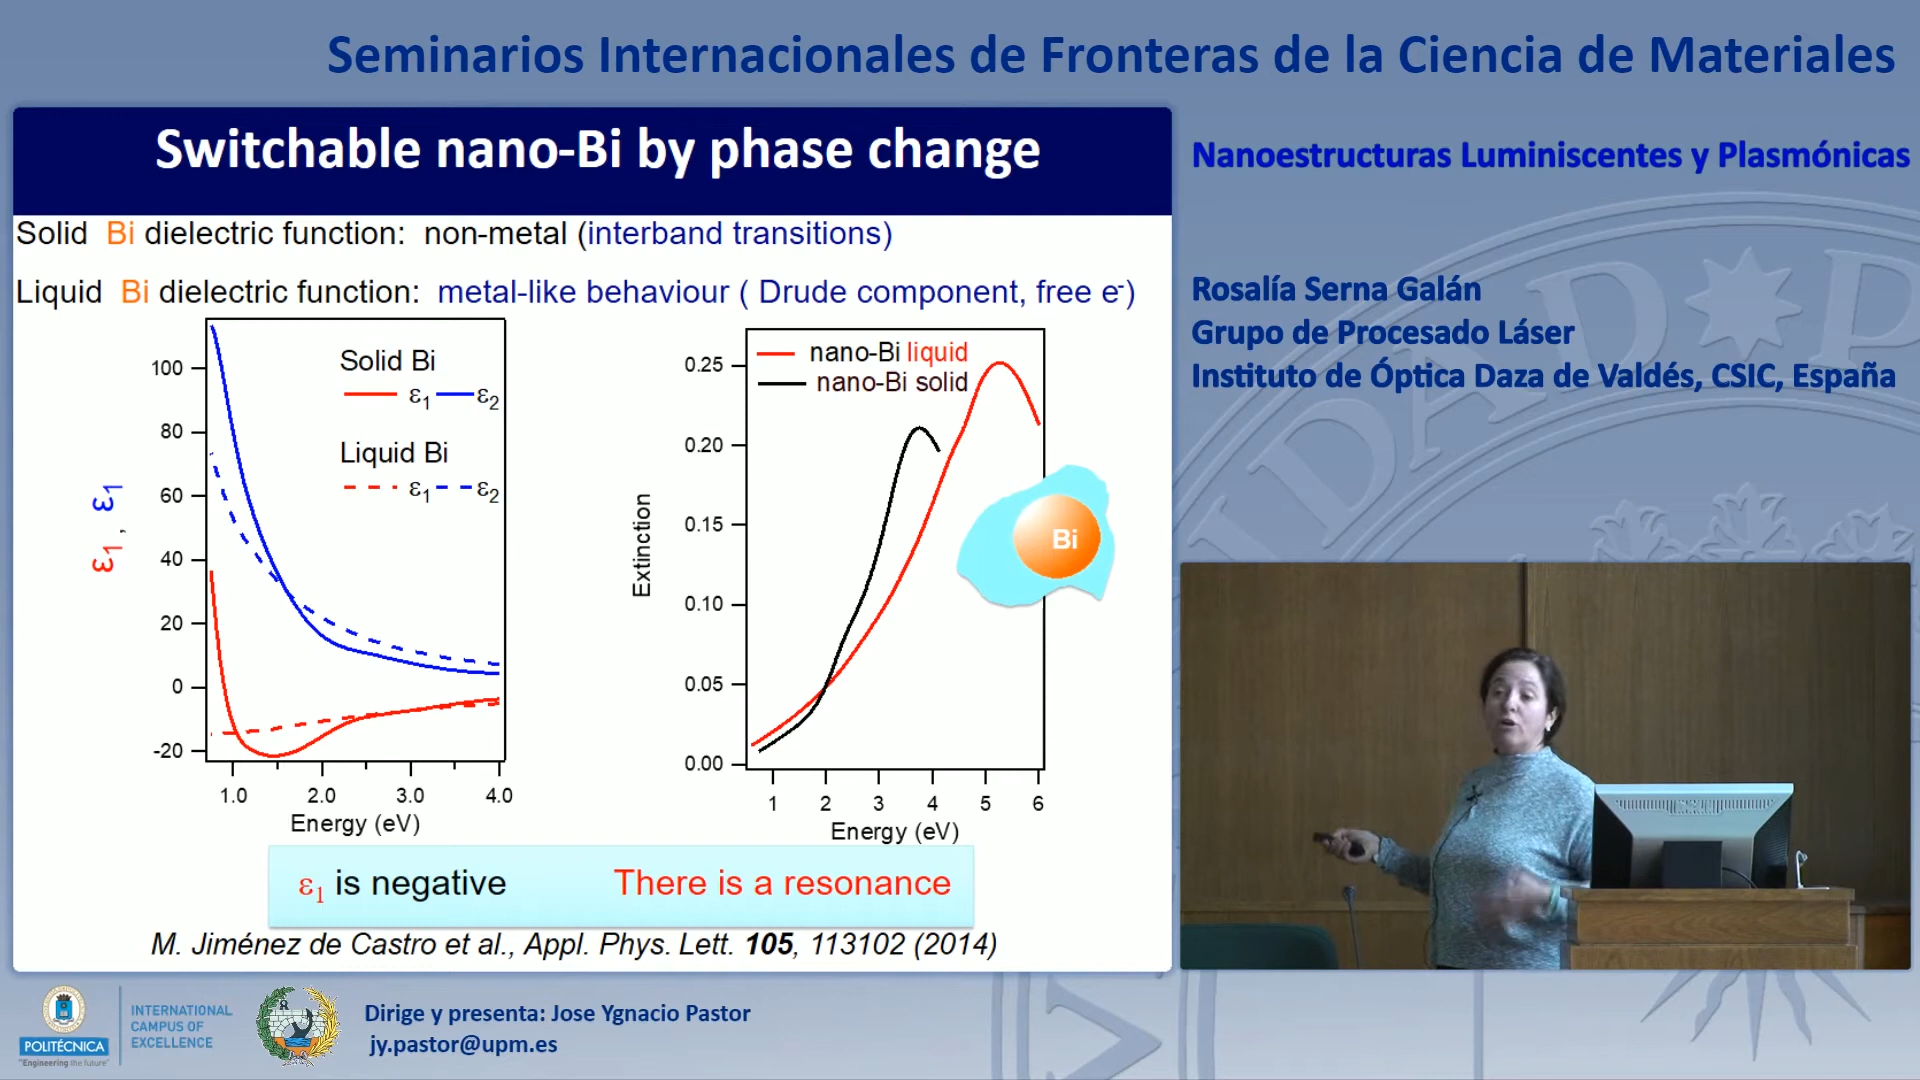 Seminarios Internacionales de Fronteras de la Ciencia de Materiales
Switchable nano-Bi by phase change
Solid Bi dielectric function: non-metal (interband transitions)
Liquid Bi dielectric function: metal-like behaviour ( Drude component, free e-)
Solid Bi
ε1 ε2
Liquid Bi
ε1 ε2
ε1 , ε1
100
80
60
40
20
0
-20
1.0 2.0 3.0 4.0
Energy (eV)
nano-Bi liquid
nano-Bi solid
Extinction
0.25
0.20
0.15
0.10
0.05
0.00
1 2 3 4 5 6
Energy (eV)
Bi
ε1 is negative There is a resonance
M. Jiménez de Castro et al., Appl. Phys. Lett. 105, 113102 (2014)
Nanoestructuras Luminiscentes y Plasmónicas
Rosalía Serna Galán
Grupo de Procesado Láser
Instituto de Óptica Daza de Valdés, CSIC, España
POLITÉCNICA
"Engineering the future"
INTERNATIONAL
CAMPUS OF
EXCELLENCE
Dirige y presenta: Jose Ygnacio Pastor
jy.pastor@upm.es